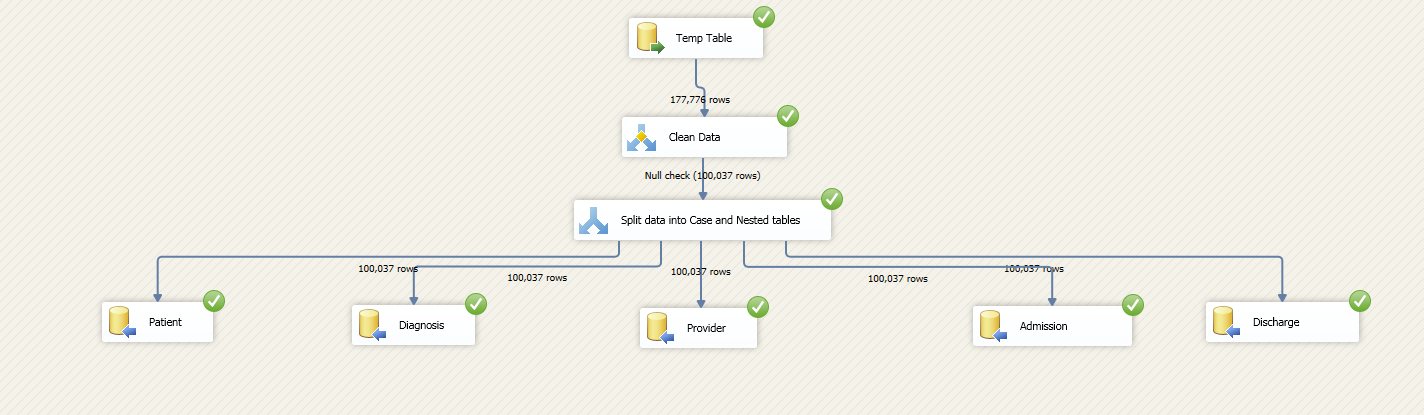 Temp Table
177,776 rows
Clean Data
Null check (100,037 rows)
Split data into Case and Nested tables
100,037 rows
100,037 rows
100,037 rows
100,037 rows
100,037 rows
Patient
Diagnosis
Provider
Admission
Discharge